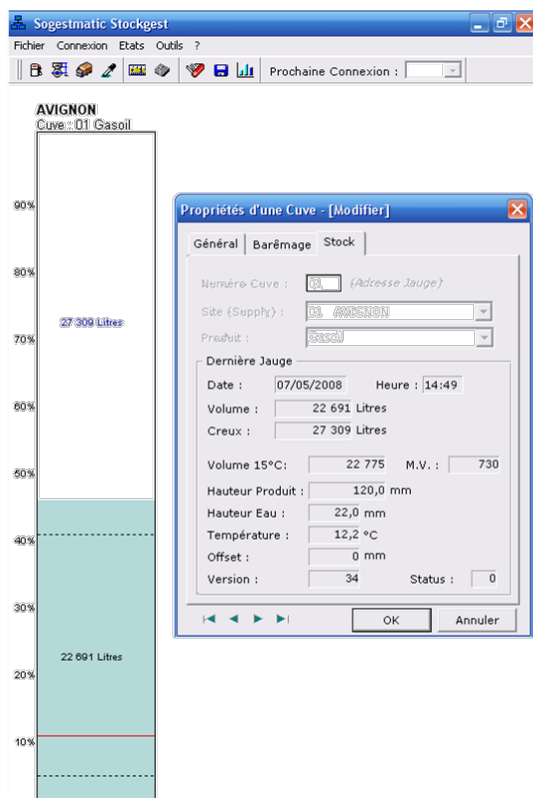 Sogestmatic Stockgest
Fichier Connexion Etats Outils ?
Prochaine Connexion :
AVIGNON
Cuve : 01 Gasoil
90%
80%
27 309 Litres
70%
60%
50%
40%
30%
22 691 Litres
20%
10%
Propriétés d'une Cuve - [Modifier]
Général Barêmage Stock
Numéro Cuve : 01 (Adresse Jauge)
Site (Supply) : 01 AVIGNON
Produit : Gasoil
Dernière Jauge
Date : 07/05/2008 Heure : 14:49
Volume : 22 691 Litres
Creux : 27 309 Litres
Volume 15°C: 22 775 M.V. : 730
Hauteur Produit : 120,0 mm
Hauteur Eau : 22,0 mm
Température : 12,2 °C
Offset : 0 mm
Version : 34 Status : 0
OK Annuler